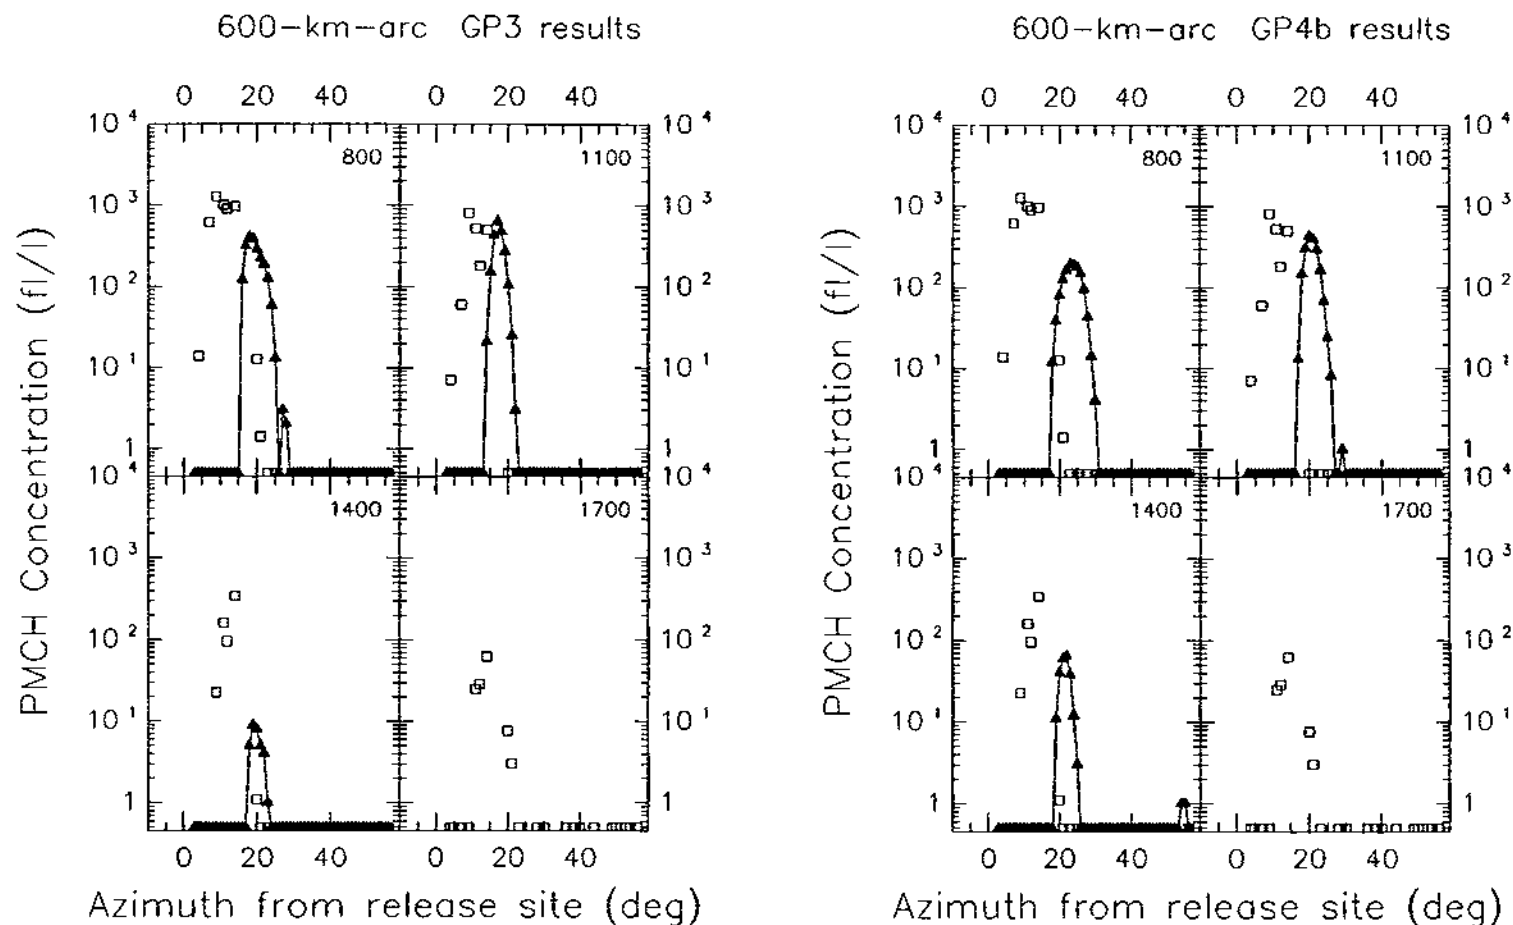 600-km-arc GP3 results
600-km-arc GP4b results
0 20 40 0 20 40
0 20 40 0 20 40
10^4 800 1100 10^4
10^4 800 1100 10^4
10^3 10^3
10^3 10^3
10^2 10^2
10^2 10^2
10^1 10^1
10^1 10^1
1 1
1 1
10^4 1400 1700 10^4
10^4 1400 1700 10^4
10^3 10^3
10^3 10^3
10^2 10^2
10^2 10^2
10^1 10^1
10^1 10^1
1 1
1 1
0 20 40 0 20 40
0 20 40 0 20 40
PMCH Concentration (fl/l)
PMCH Concentration (fl/l)
Azimuth from release site (deg)
Azimuth from release site (deg)